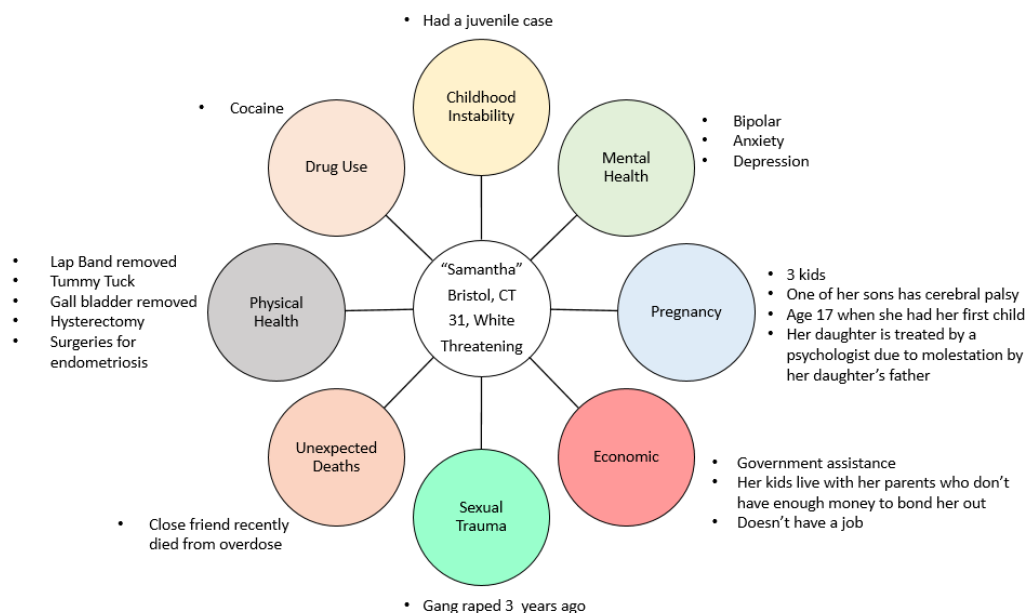 • Had a juvenile case
Childhood
Instability
• Cocaine
Drug Use
Mental
Health
• Bipolar
• Anxiety
• Depression
• Lap Band removed
• Tummy Tuck
• Gall bladder removed
• Hysterectomy
• Surgeries for
endometriosis
Physical
Health
“Samantha”
Bristol, CT
31, White
Threatening
Pregnancy
• 3 kids
• One of her sons has cerebral palsy
• Age 17 when she had her first child
• Her daughter is treated by a
psychologist due to molestation by
her daughter’s father
Unexpected
Deaths
• Close friend recently
died from overdose
Sexual
Trauma
• Gang raped 3 years ago
Economic
• Government assistance
• Her kids live with her parents who don’t
have enough money to bond her out
• Doesn’t have a job